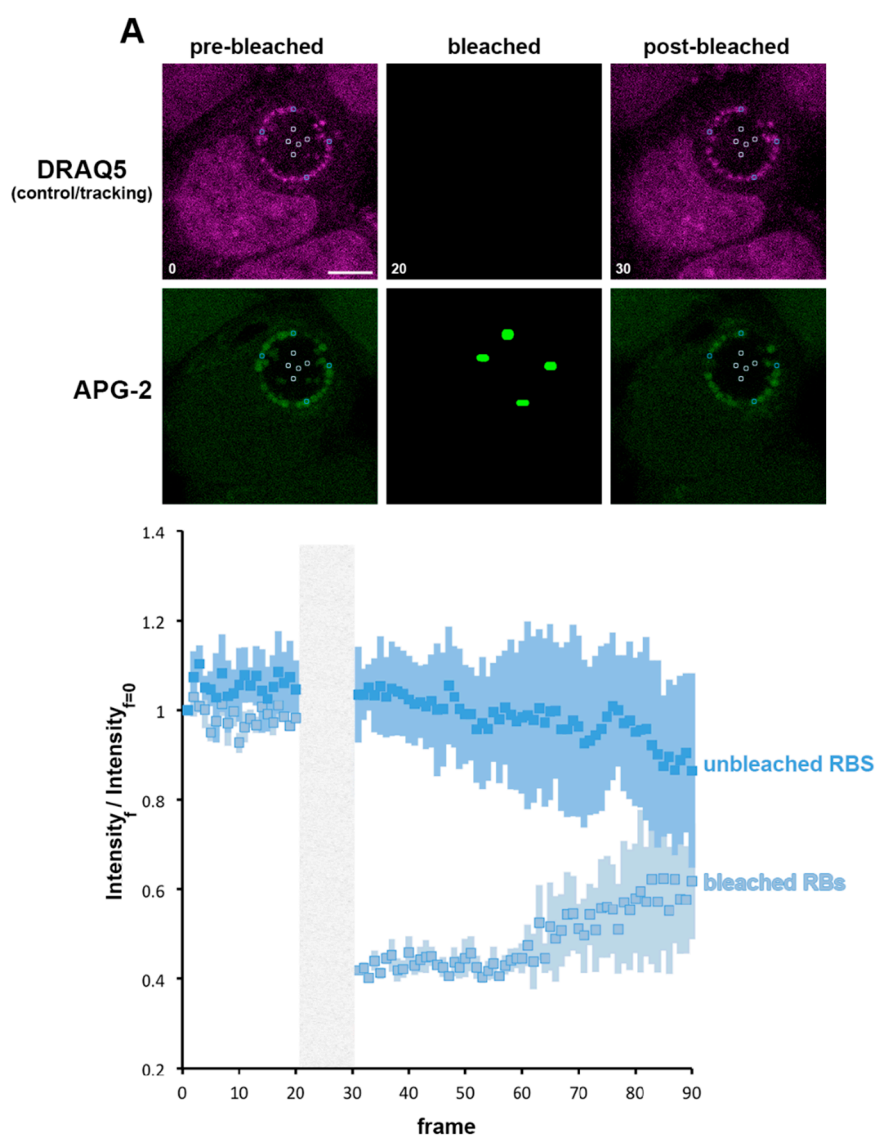 A
pre-bleached
bleached
post-bleached
DRAQ5
(control/tracking)
0
20
30
APG-2
1.4
1.2
1
0.8
0.6
0.4
0.2
Intensityf / Intensityf=0
unbleached RBS
bleached RBs
0
10
20
30
40
50
60
70
80
90
frame